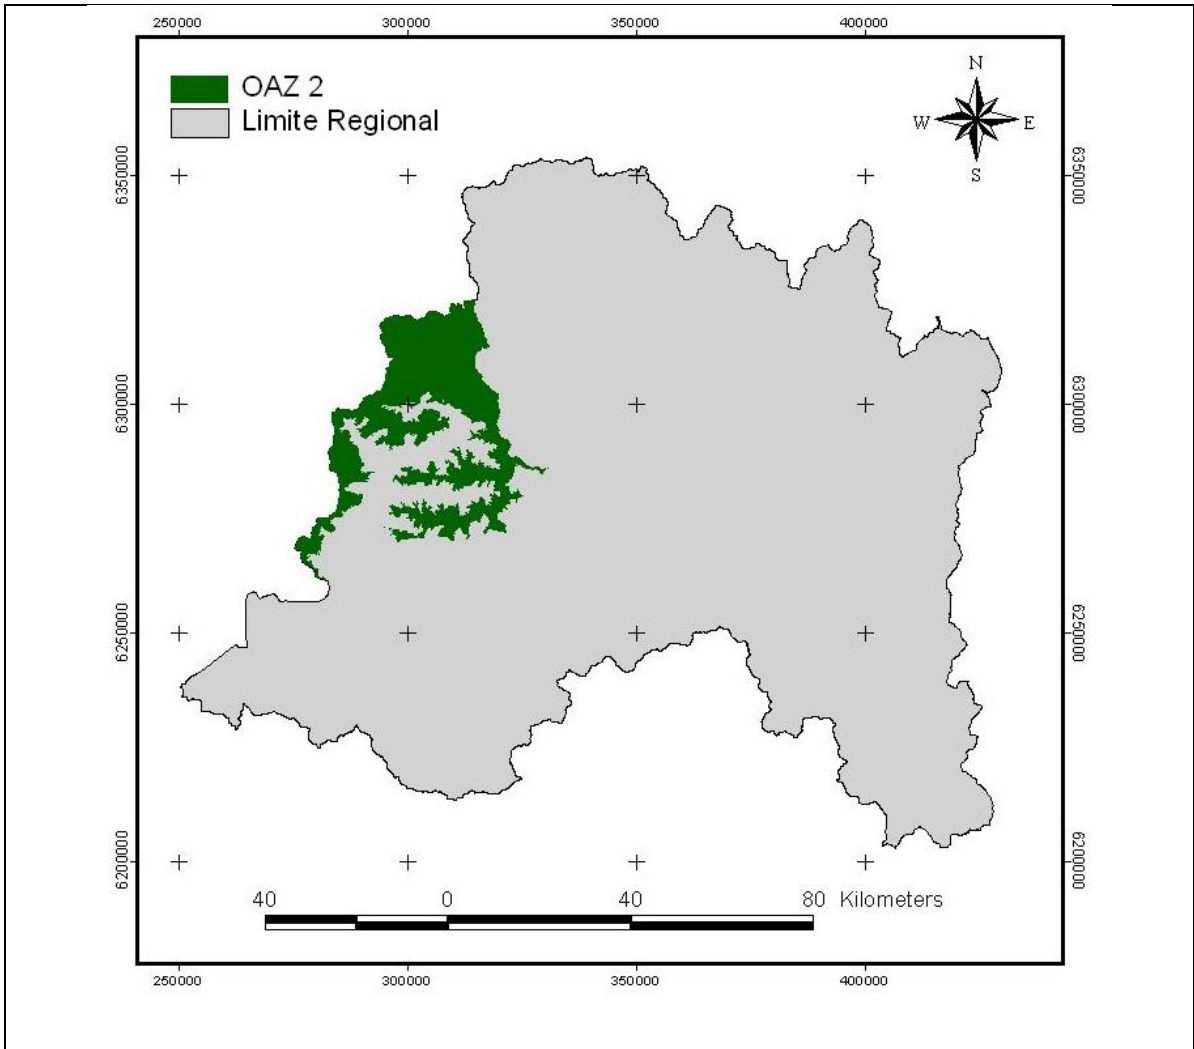 250000 300000 350000 400000
OAZ 2
Limite Regional
N
W E
S
6350000 6350000
6300000 6300000
6250000 6250000
6200000 6200000
40 0 40 80 Kilometers
250000 300000 350000 400000